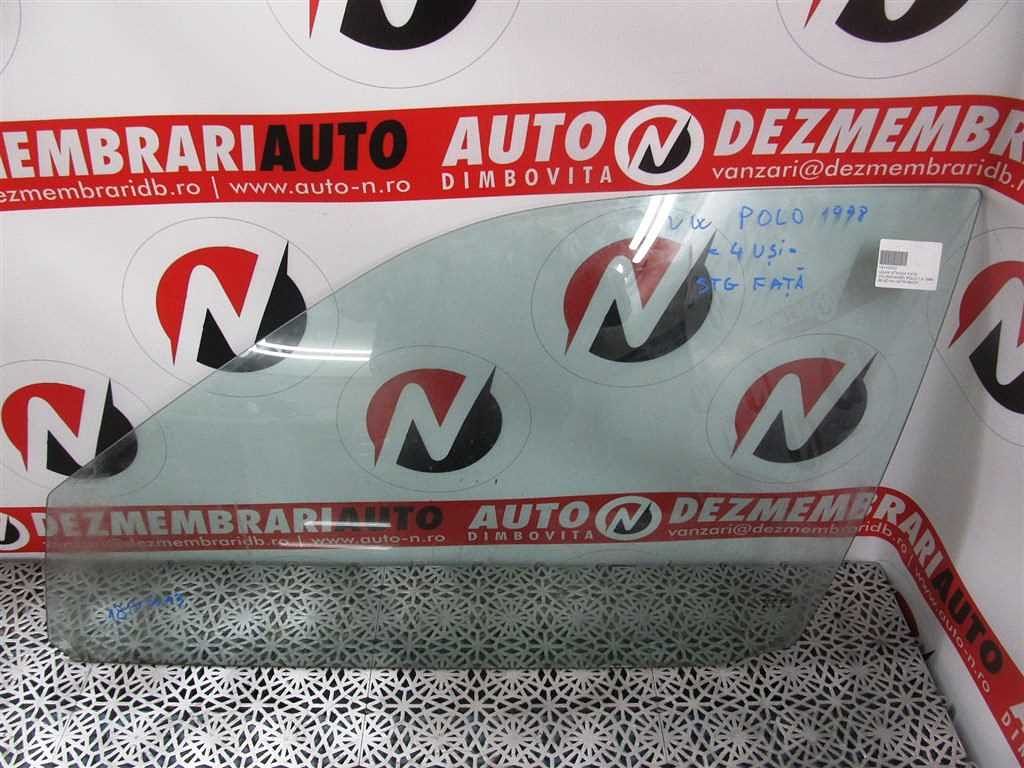 MEMBRARIAUTO
AUTO N DEZMEMBR
DIMBOVITA
ezmembraridb.ro | www.auto-n.ro
vanzari@dezmembraridb.r
VW POLO 1998
- 4 UȘI -
STG FAȚĂ
N
N
N
N
N
DEZMEMBRARIAUTO
AUTO N DEZMEMBRARIAUTO
DIMBOVITA
dezmembraridb.ro | www.auto-n.ro
vanzari@dezmembraridb.ro | www.auto-n.ro